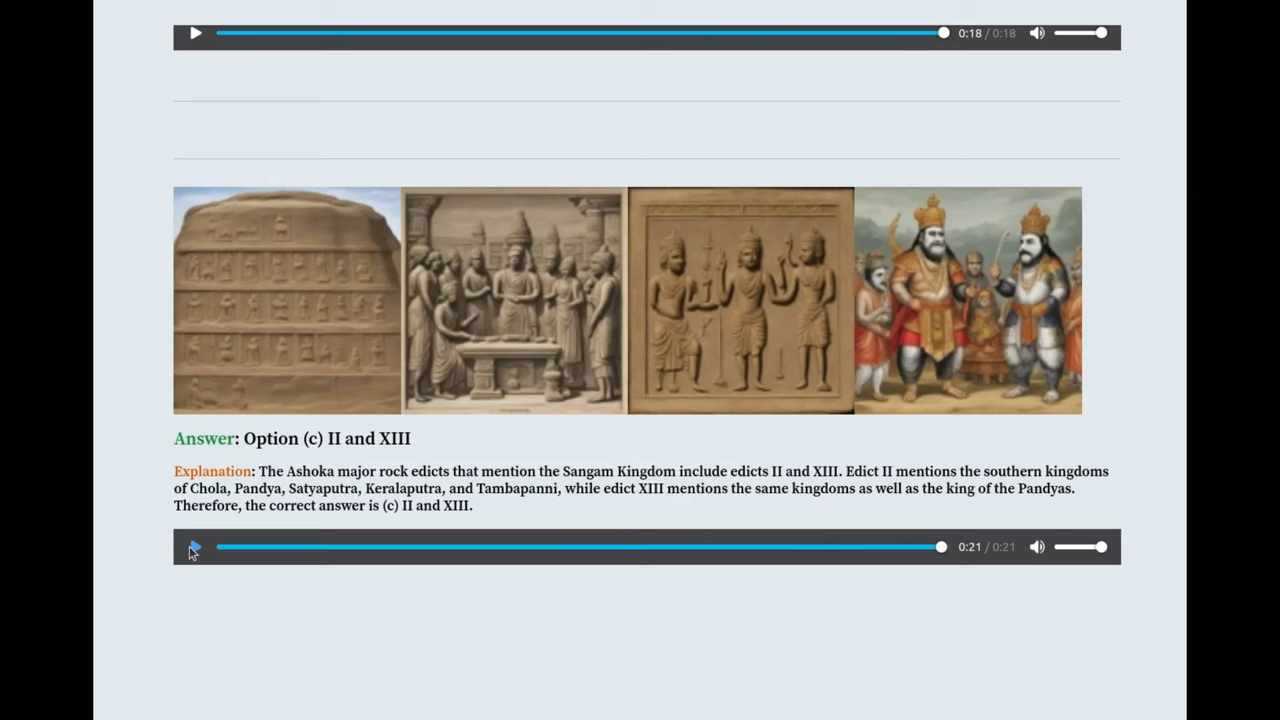 0:18 / 0:18
Answer: Option (c) II and XIII
Explanation: The Ashoka major rock edicts that mention the Sangam Kingdom include edicts II and XIII. Edict II mentions the southern kingdoms
of Chola, Pandya, Satyaputra, Keralaputra, and Tambapanni, while edict XIII mentions the same kingdoms as well as the king of the Pandyas.
Therefore, the correct answer is (c) II and XIII.
0:21 / 0:21